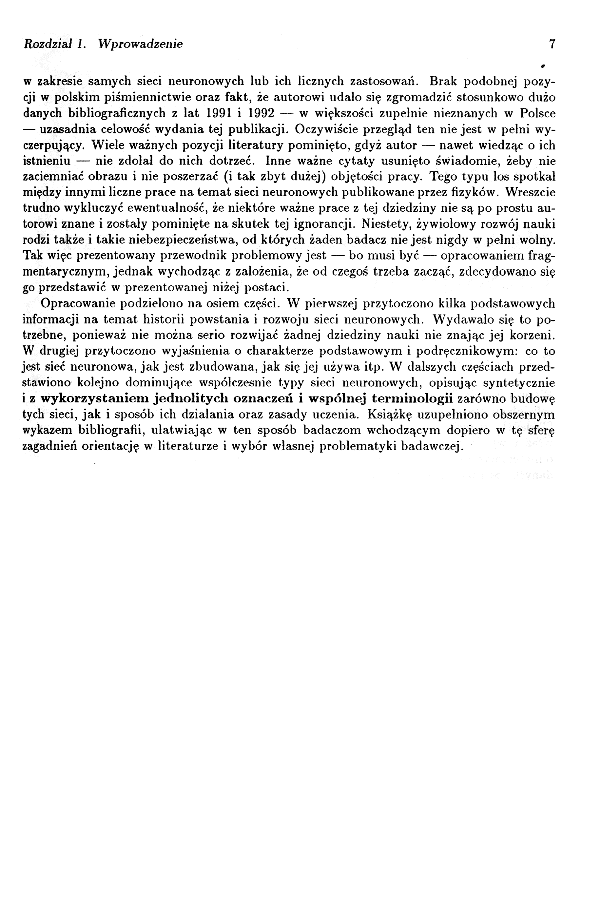 Rozdział 1. Wprowadzenie 7
w zakresie samych sieci neuronowych lub ich licznych zastosowań. Brak podobnej pozy-
cji w polskim piśmiennictwie oraz fakt, że autorowi udało się zgromadzić stosunkowo dużo
danych bibliograficznych z lat 1991 i 1992 — w większości zupełnie nieznanych w Polsce
— uzasadnia celowość wydania tej publikacji. Oczywiście przegląd ten nie jest w pełni wy-
czerpujący. Wiele ważnych pozycji literatury pominięto, gdyż autor — nawet wiedząc o ich
istnieniu — nie zdołał do nich dotrzeć. Inne ważne cytaty usunięto świadomie, żeby nie
zaciemniać obrazu i nie poszerzać (i tak zbyt dużej) objętości pracy. Tego typu los spotkał
między innymi liczne prace na temat sieci neuronowych publikowane przez fizyków. Wreszcie
trudno wykluczyć ewentualność, że niektóre ważne prace z tej dziedziny nie są po prostu au-
torowi znane i zostały pominięte na skutek tej ignorancji. Niestety, żywiołowy rozwój nauki
rodzi także i takie niebezpieczeństwa, od których żaden badacz nie jest nigdy w pełni wolny.
Tak więc prezentowany przewodnik problemowy jest — bo musi być — opracowaniem frag-
mentarycznym, jednak wychodząc z założenia, że od czegoś trzeba zacząć, zdecydowano się
go przedstawić w prezentowanej niżej postaci.
Opracowanie podzielono na osiem części. W pierwszej przytoczono kilka podstawowych
informacji na temat historii powstania i rozwoju sieci neuronowych. Wydawało się to po-
trzebne, ponieważ nie można serio rozwijać żadnej dziedziny nauki nie znając jej korzeni.
W drugiej przytoczono wyjaśnienia o charakterze podstawowym i podręcznikowym: co to
jest sieć neuronowa, jak jest zbudowana, jak się jej używa itp. W dalszych częściach przed-
stawiono kolejno dominujące współczesnie typy sieci neuronowych, opisując syntetycznie
i z wykorzystaniem jednolitych oznaczeń i wspólnej terminologii zarówno budowę
tych sieci, jak i sposób ich działania oraz zasady uczenia. Książkę uzupełniono obszernym
wykazem bibliografii, ułatwiając w ten sposób badaczom wchodzącym dopiero w tę sferę
zagadnień orientację w literaturze i wybór własnej problematyki badawczej.